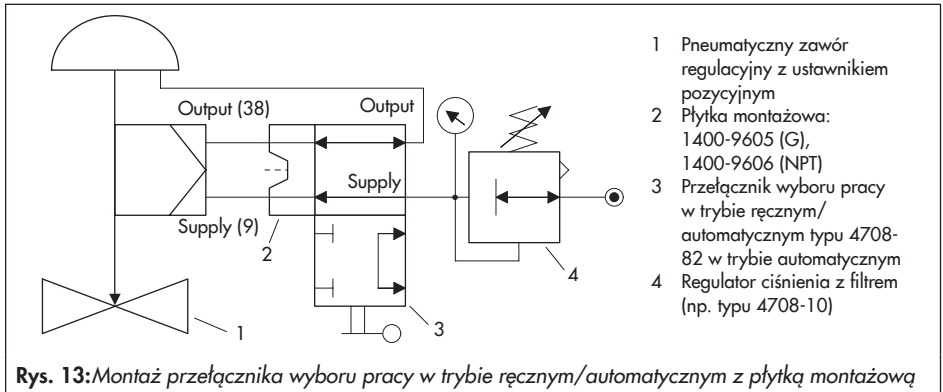 Output (38)
Output
Supply
Supply (9)
2
4
3
1
1 Pneumatyczny zawór
regulacyjny z ustawnikiem
pozycyjnym
2 Płytka montażowa:
1400-9605 (G),
1400-9606 (NPT)
3 Przełącznik wyboru pracy
w trybie ręcznym/
automatycznym typu 4708-
82 w trybie automatycznym
4 Regulator ciśnienia z filtrem
(np. typu 4708-10)
Rys. 13:Montaż przełącznika wyboru pracy w trybie ręcznym/automatycznym z płytką montażową